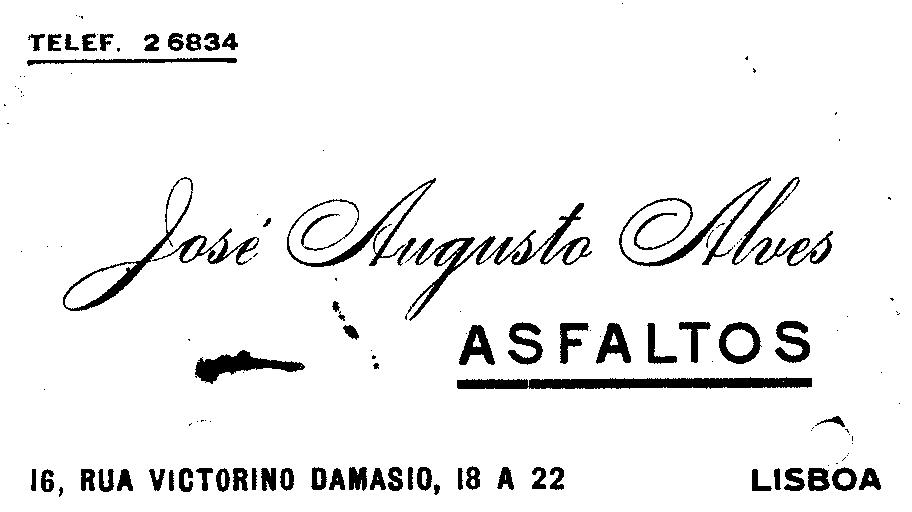 TELEF. 26834
José Augusto Alves
ASFALTOS
16, RUA VICTORINO DAMASIO, 18 A 22
LISBOA